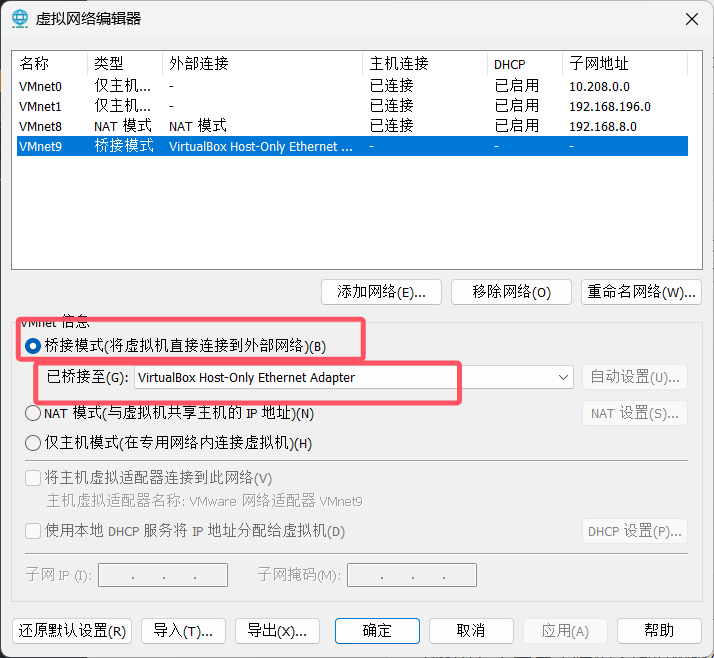 虚拟网络编辑器
名称 类型 外部连接 主机连接 DHCP 子网地址
VMnet0 仅主机... - 已连接 已启用 10.208.0.0
VMnet1 仅主机... - 已连接 已启用 192.168.196.0
VMnet8 NAT 模式 NAT 模式 已连接 已启用 192.168.8.0
VMnet9 桥接模式 VirtualBox Host-Only Ethernet ... - - -
添加网络(E)... 移除网络(O) 重命名网络(W)...
VMnet 信息
桥接模式(将虚拟机直接连接到外部网络)(B)
已桥接至(G): VirtualBox Host-Only Ethernet Adapter 自动设置(U)...
NAT 模式(与虚拟机共享主机的 IP 地址)(N) NAT 设置(S)...
仅主机模式(在专用网络内连接虚拟机)(H)
将主机虚拟适配器连接到此网络(V)
主机虚拟适配器名称: VMware 网络适配器 VMnet9
使用本地 DHCP 服务将 IP 地址分配给虚拟机(D) DHCP 设置(P)...
子网 IP (I): . . . 子网掩码(M): . . .
还原默认设置(R) 导入(T)... 导出(X)... 确定 取消 应用(A) 帮助